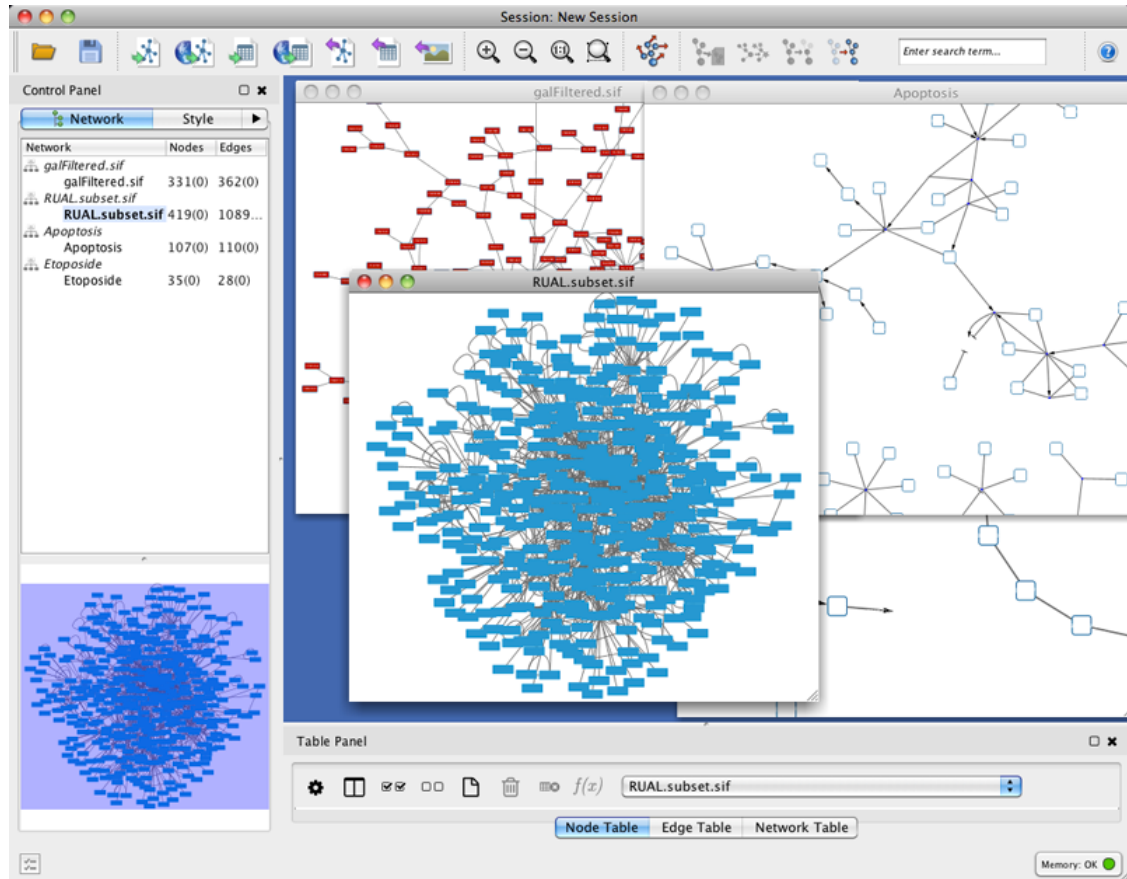 Session: New Session
1:1
Enter search term...
?
Control Panel
Network Style
Network Nodes Edges
galFiltered.sif
galFiltered.sif 331(0) 362(0)
RUAL.subset.sif
RUAL.subset.sif 419(0) 1089...
Apoptosis
Apoptosis 107(0) 110(0)
Etoposide
Etoposide 35(0) 28(0)
galFiltered.sif
Apoptosis
RUAL.subset.sif
Table Panel
f(x) RUAL.subset.sif
Node Table Edge Table Network Table
Memory: OK